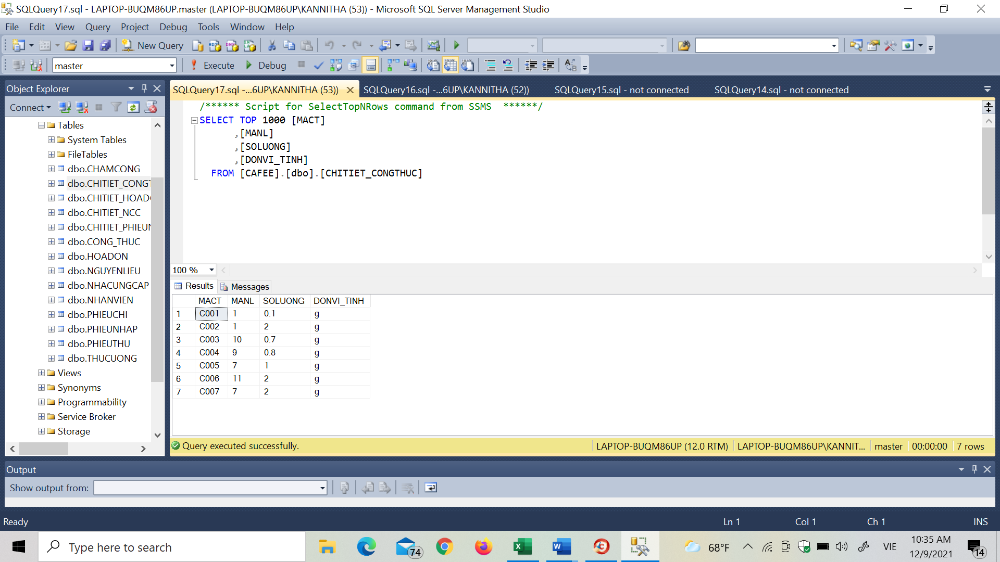 SQLQuery17.sql - LAPTOP-BUQM86UP.master (LAPTOP-BUQM86UP\KANNITHA (53)) - Microsoft SQL Server Management Studio
File Edit View Query Project Debug Tools Window Help
New Query
master Execute Debug
Object Explorer
Connect
Tables
System Tables
FileTables
dbo.CHAMCONG
dbo.CHITIET_CONGT
dbo.CHITIET_HOAD
dbo.CHITIET_NCC
dbo.CHITIET_PHIEUN
dbo.CONG_THUC
dbo.HOADON
dbo.NGUYENLIEU
dbo.NHACUNGCAP
dbo.NHANVIEN
dbo.PHIEUCHI
dbo.PHIEUNHAP
dbo.PHIEUTHU
dbo.THUCUONG
Views
Synonyms
Programmability
Service Broker
Storage
SQLQuery17.sql -...6UP\KANNITHA (53)) SQLQuery16.sql -...6UP\KANNITHA (52)) SQLQuery15.sql - not connected SQLQuery14.sql - not connected
/****** Script for SelectTopNRows command from SSMS ******/
SELECT TOP 1000 [MACT]
,[MANL]
,[SOLUONG]
,[DONVI_TINH]
FROM [CAFEE].[dbo].[CHITIET_CONGTHUC]
100 %
Results Messages
MACT MANL SOLUONG DONVI_TINH
1 C001 1 0.1 g
2 C002 1 2 g
3 C003 10 0.7 g
4 C004 9 0.8 g
5 C005 7 1 g
6 C006 11 2 g
7 C007 7 2 g
Query executed successfully. LAPTOP-BUQM86UP (12.0 RTM) LAPTOP-BUQM86UP\KANNIT... master 00:00:00 7 rows
Output
Show output from:
Ready Ln 1 Col 1 Ch 1 INS
Type here to search 74 68°F VIE 10:35 AM
12/9/2021 14